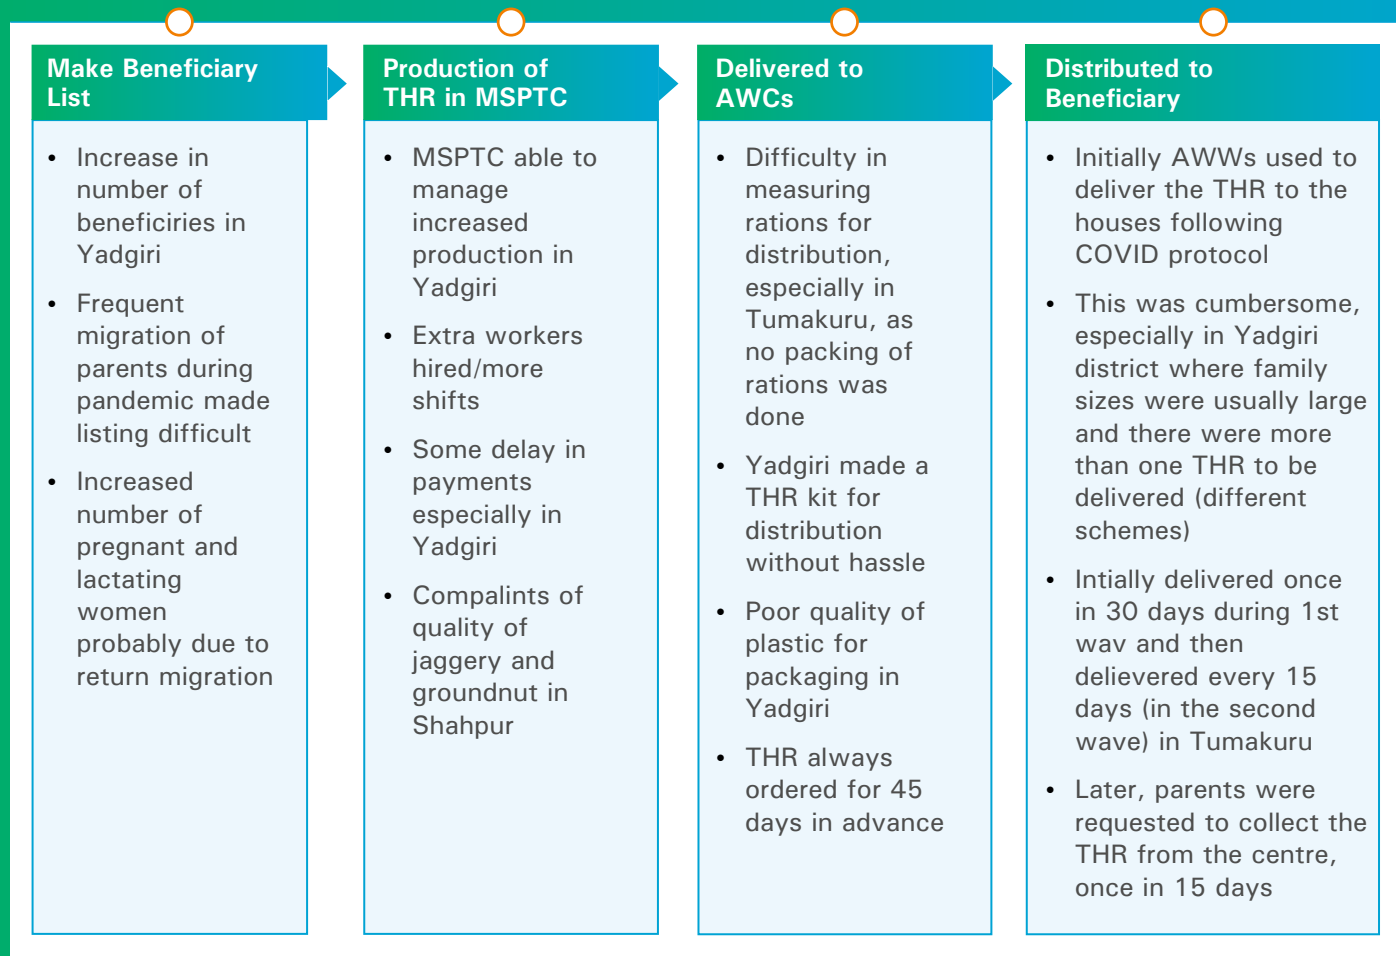 Make Beneficiary
List
• Increase in
number of
beneficiries in
Yadgiri
• Frequent
migration of
parents during
pandemic made
listing difficult
• Increased
number of
pregnant and
lactating
women
probably due to
return migration
Production of
THR in MSPTC
• MSPTC able to
manage
increased
production in
Yadgiri
• Extra workers
hired/more
shifts
• Some delay in
payments
especially in
Yadgiri
• Compalints of
quality of
jaggery and
groundnut in
Shahpur
Delivered to
AWCs
• Difficulty in
measuring
rations for
distribution,
especially in
Tumakuru, as
no packing of
rations was
done
• Yadgiri made a
THR kit for
distribution
without hassle
• Poor quality of
plastic for
packaging in
Yadgiri
• THR always
ordered for 45
days in advance
Distributed to
Beneficiary
• Initially AWWs used to
deliver the THR to the
houses following
COVID protocol
• This was cumbersome,
especially in Yadgiri
district where family
sizes were usually large
and there were more
than one THR to be
delivered (different
schemes)
• Intially delivered once
in 30 days during 1st
wav and then
delievered every 15
days (in the second
wave) in Tumakuru
• Later, parents were
requested to collect the
THR from the centre,
once in 15 days